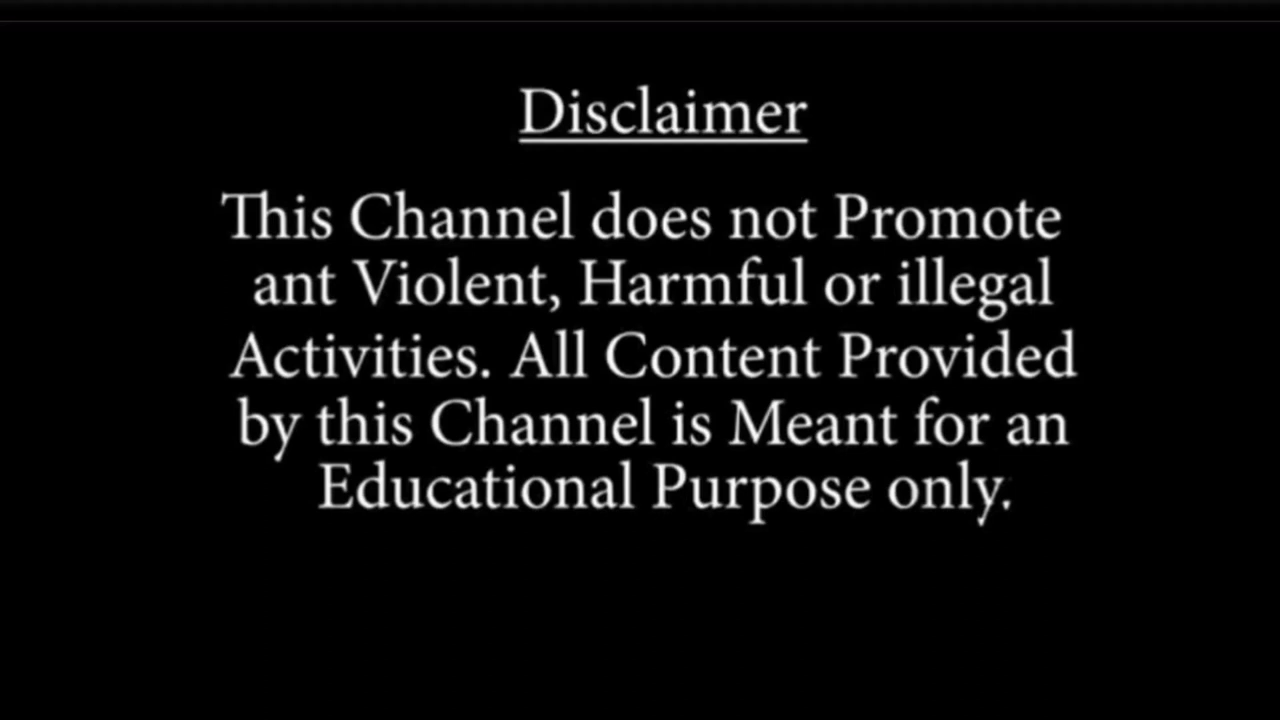 Disclaimer
This Channel does not Promote
ant Violent, Harmful or illegal
Activities. All Content Provided
by this Channel is Meant for an
Educational Purpose only.